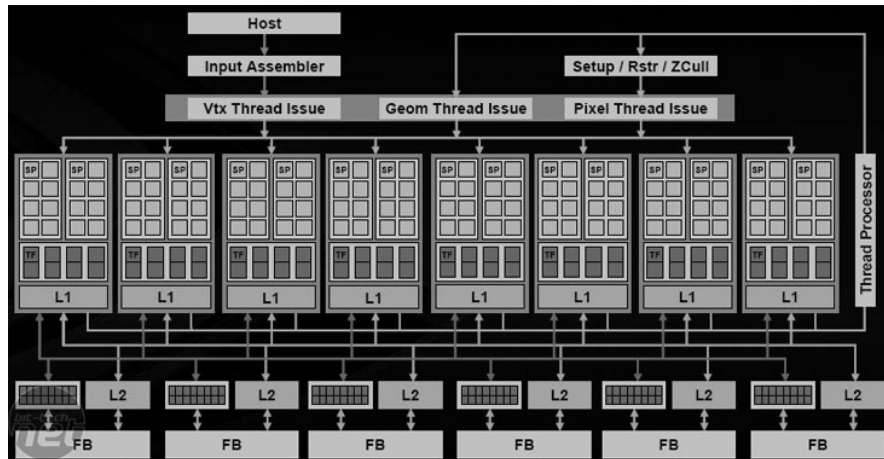 Host
Input Assembler
Setup / Rstr / ZCull
Vtx Thread Issue
Geom Thread Issue
Pixel Thread Issue
SP SP SP SP SP SP SP SP SP SP SP SP SP SP SP SP
Thread Processor
TF TF TF TF TF TF TF TF
L1 L1 L1 L1 L1 L1 L1 L1
L2 L2 L2 L2 L2 L2
bit-tech
net
FB FB FB FB FB FB